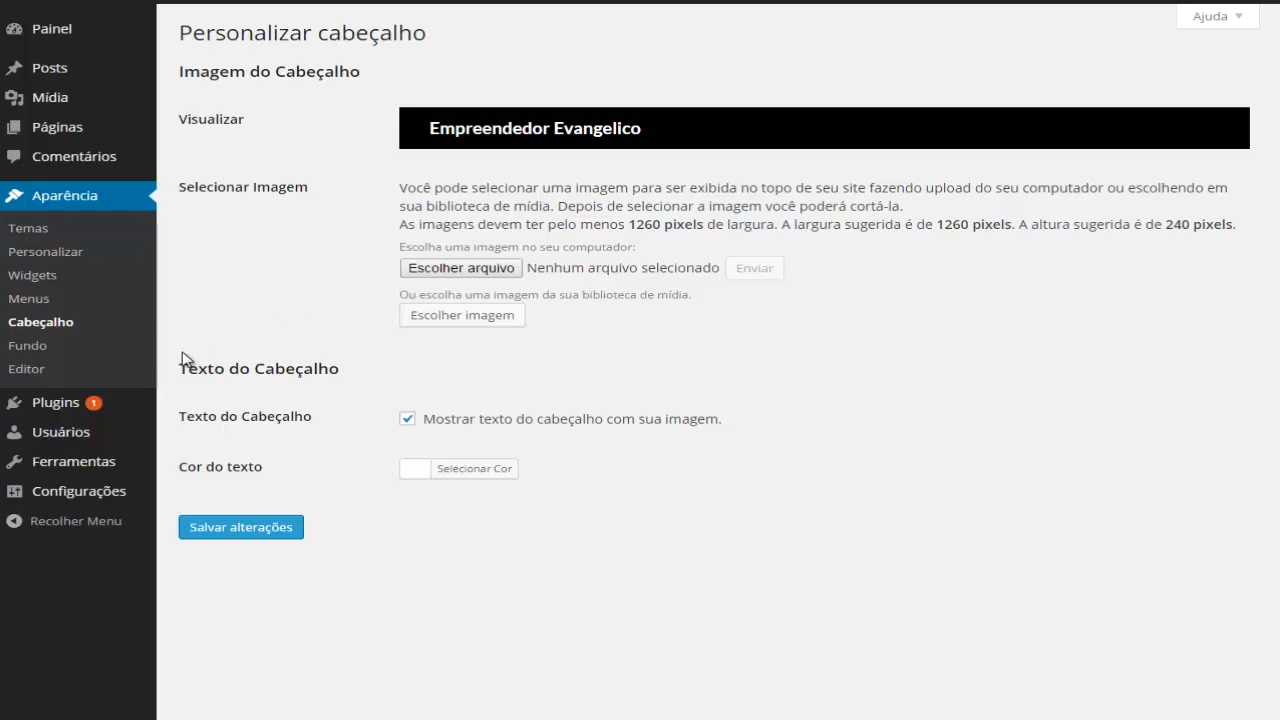 Painel
Posts
Mídia
Páginas
Comentários
Aparência
Temas
Personalizar
Widgets
Menus
Cabeçalho
Fundo
Editor
Plugins 1
Usuários
Ferramentas
Configurações
Recolher Menu
Ajuda
Personalizar cabeçalho
Imagem do Cabeçalho
Visualizar
Empreendedor Evangelico
Selecionar Imagem
Você pode selecionar uma imagem para ser exibida no topo de seu site fazendo upload do seu computador ou escolhendo em
sua biblioteca de mídia. Depois de selecionar a imagem você poderá cortá-la.
As imagens devem ter pelo menos 1260 pixels de largura. A largura sugerida é de 1260 pixels. A altura sugerida é de 240 pixels.
Escolha uma imagem no seu computador:
Escolher arquivo Nenhum arquivo selecionado Enviar
Ou escolha uma imagem da sua biblioteca de mídia.
Escolher imagem
Texto do Cabeçalho
Texto do Cabeçalho
Mostrar texto do cabeçalho com sua imagem.
Cor do texto
Selecionar Cor
Salvar alterações